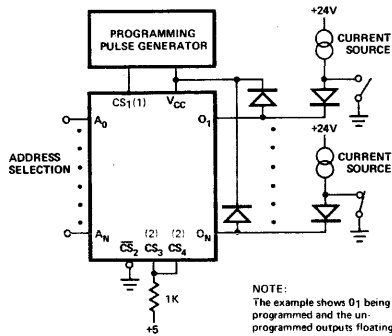 PROGRAMMING
PULSE GENERATOR
+24V
CURRENT
SOURCE
CS1(1)
VCC
A0
O1
ADDRESS
SELECTION
+24V
CURRENT
SOURCE
AN
ON
CS2
(2) (2)
CS3 CS4
1K
+5
NOTE:
The example shows O1 being
programmed and the un-
programmed outputs floating